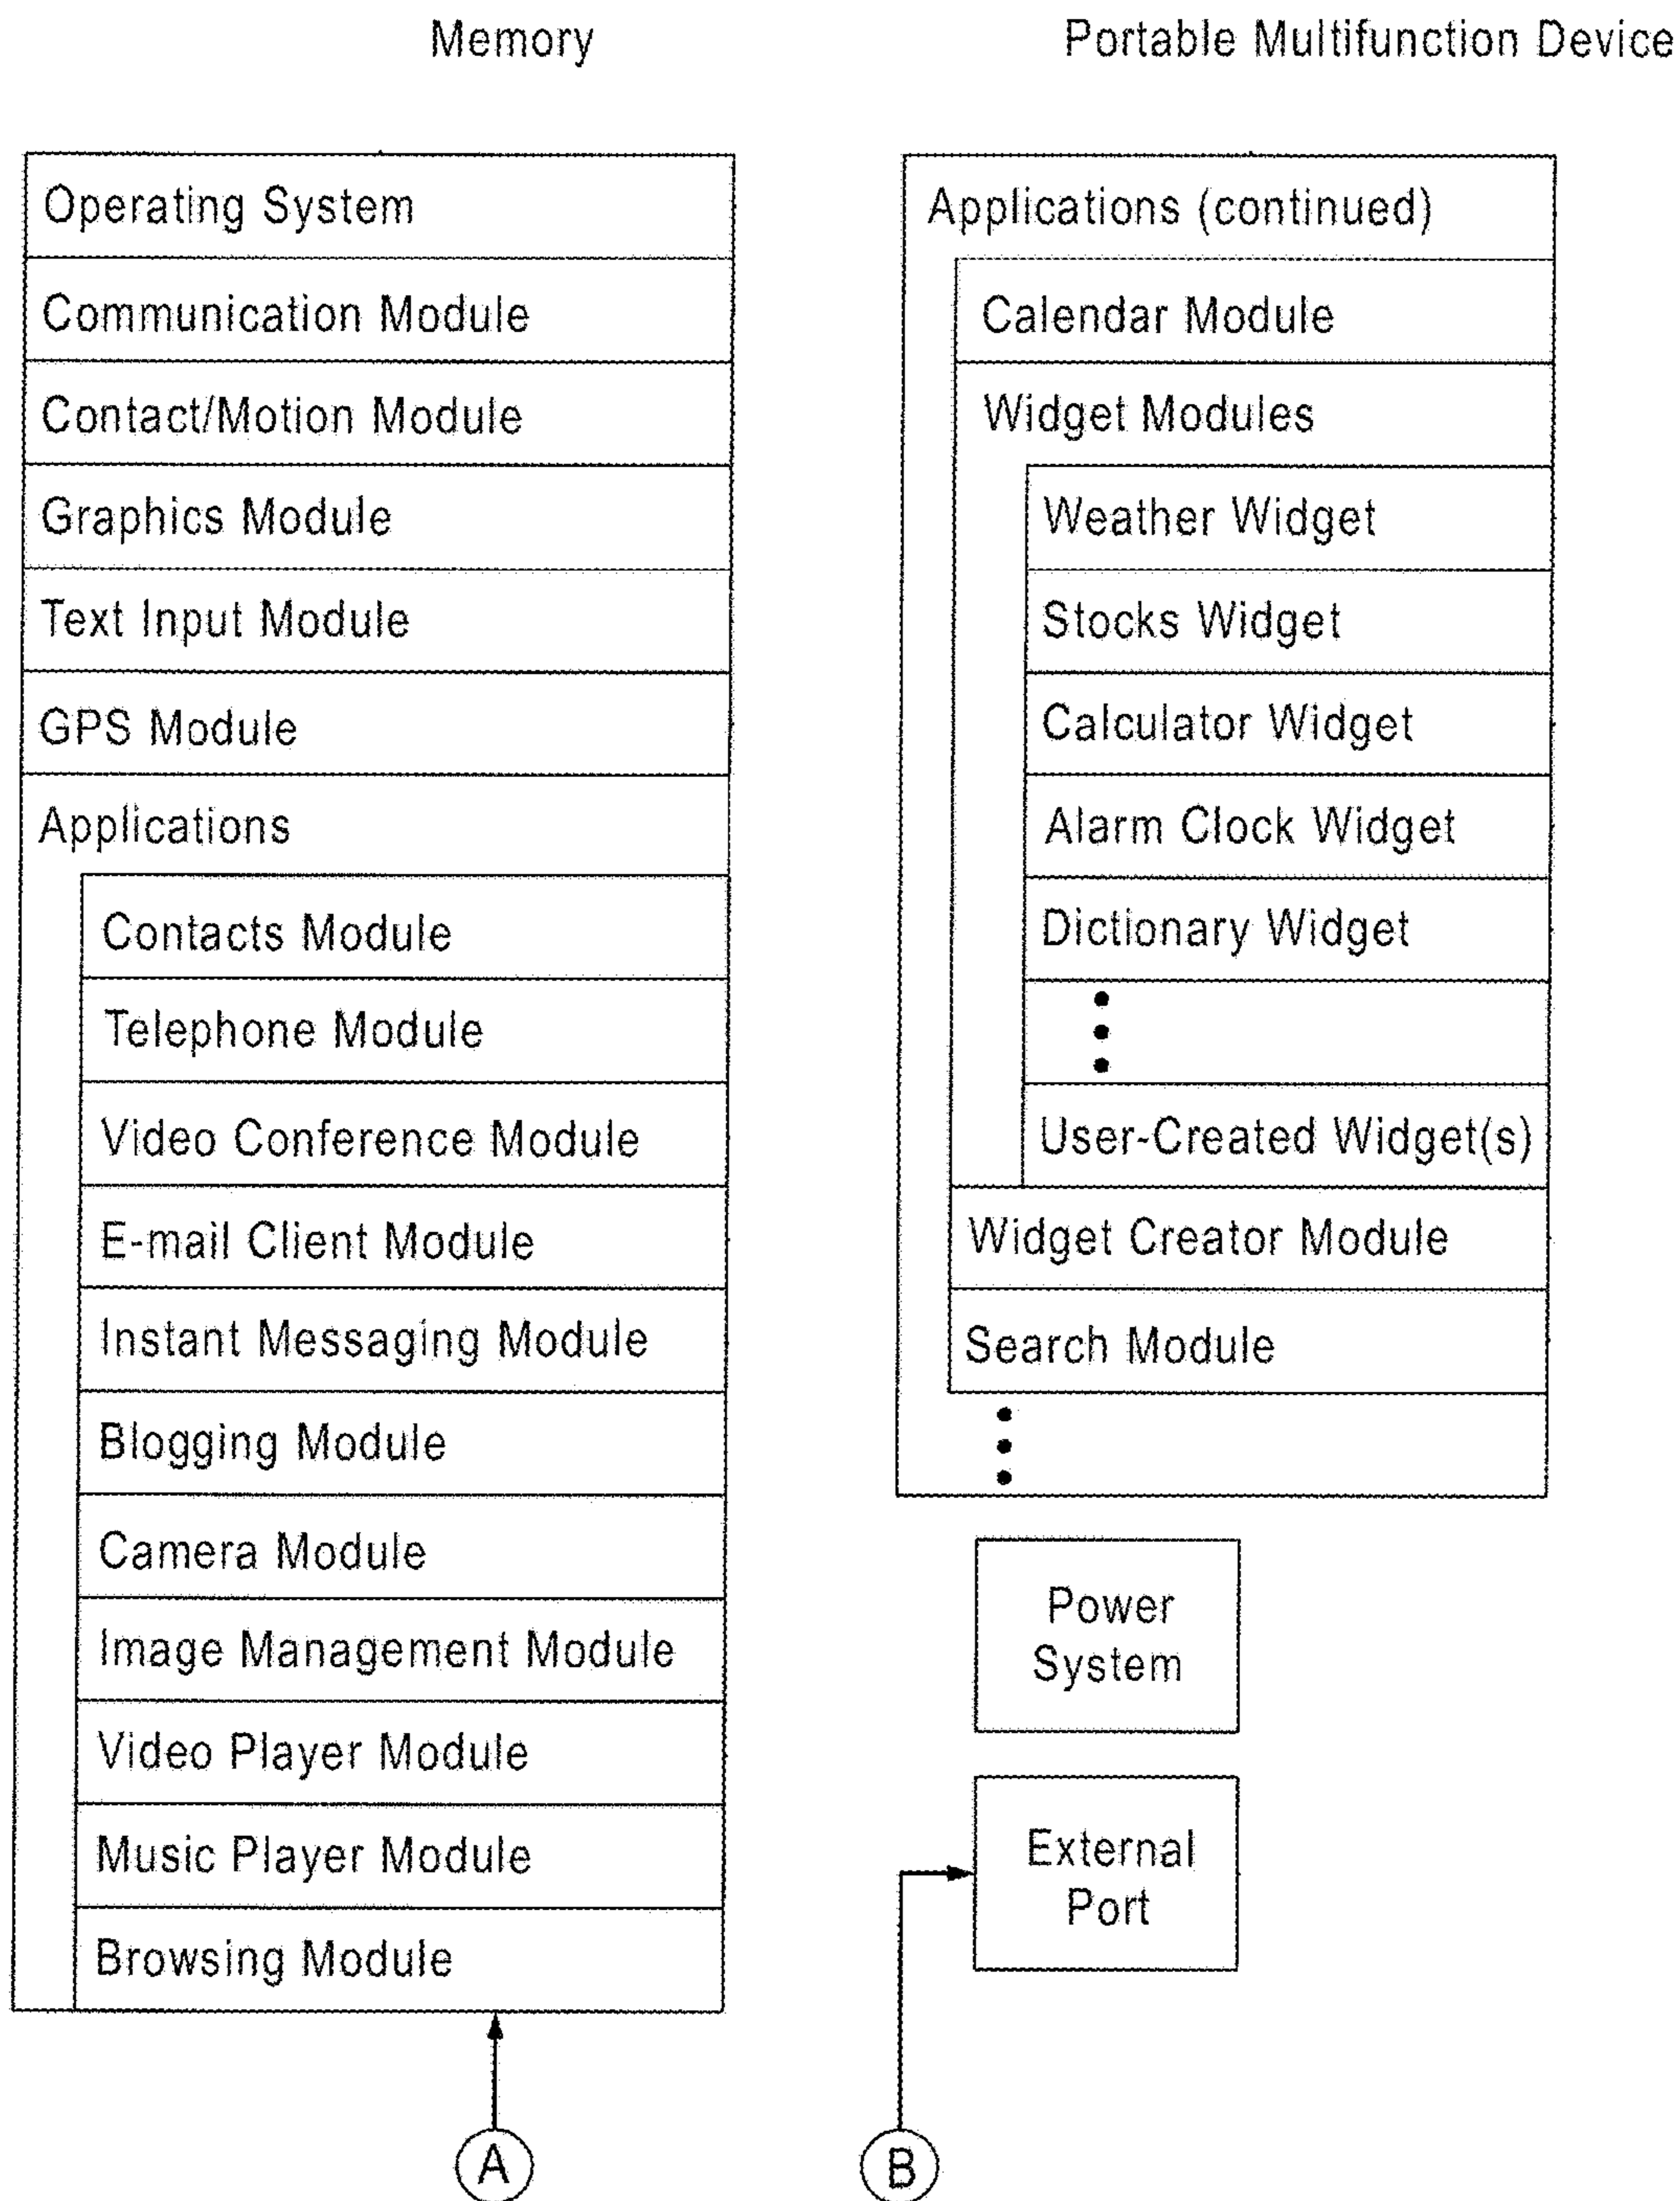 Memory
Portable Multifunction Device
Operating System
Communication Module
Contact/Motion Module
Graphics Module
Text Input Module
GPS Module
Applications
Contacts Module
Telephone Module
Video Conference Module
E-mail Client Module
Instant Messaging Module
Blogging Module
Camera Module
Image Management Module
Video Player Module
Music Player Module
Browsing Module
A
Applications (continued)
Calendar Module
Widget Modules
Weather Widget
Stocks Widget
Calculator Widget
Alarm Clock Widget
Dictionary Widget
User-Created Widget(s)
Widget Creator Module
Search Module
Power
System
External
Port
B